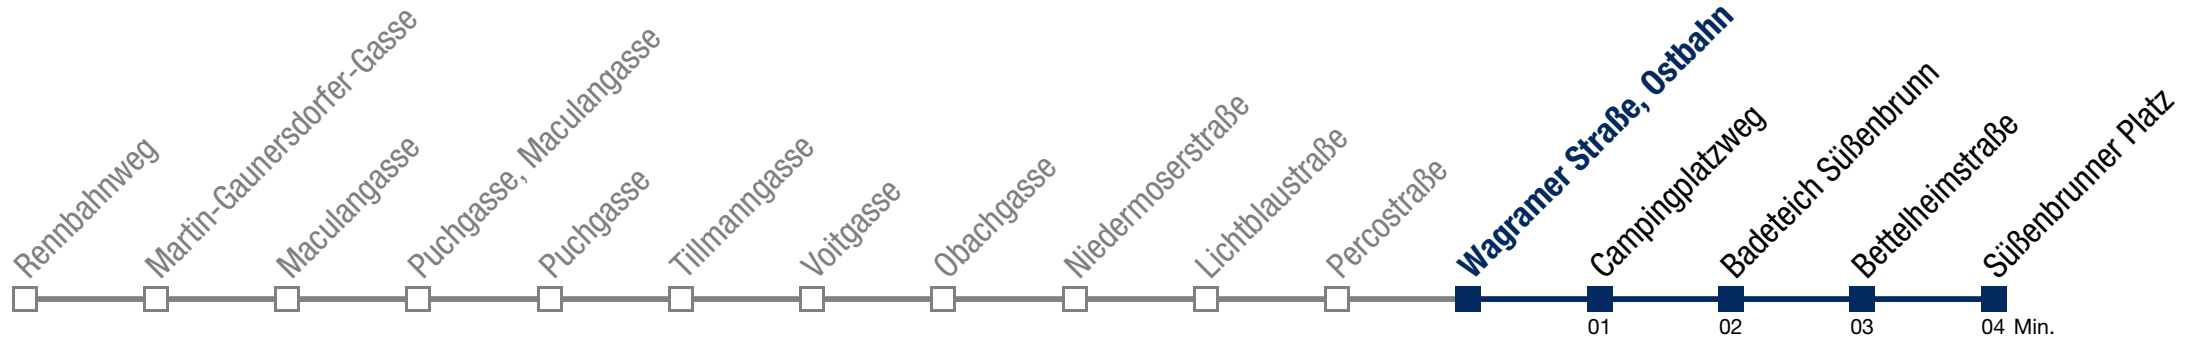 Rennbahnweg
Martin-Gaunersdorfer-Gasse
Maculangasse
Puchgasse, Maculangasse
Puchgasse
Tillmanngasse
Voitgasse
Obachgasse
Niedermoserstraße
Lichtblaustraße
Percostraße
Wagramer Straße, Ostbahn
Campingplatzweg
Badeteich Süßenbrunn
Bettelheimstraße
Süßenbrunner Platz
01 02 03 04 Min.